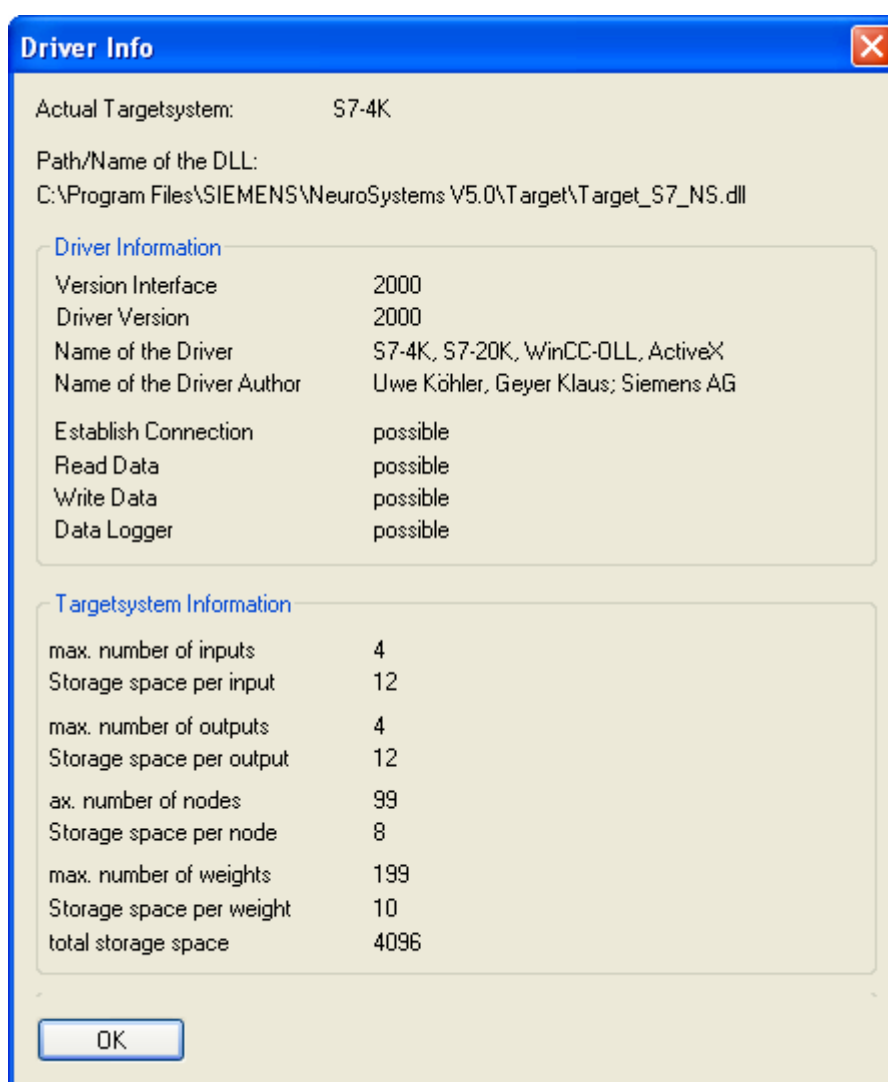 Driver Info
Actual Targetsystem: S7-4K
Path/Name of the DLL:
C:\Program Files\SIEMENS\NeuroSystems V5.0\Target\Target_S7_NS.dll
Driver Information
Version Interface 2000
Driver Version 2000
Name of the Driver S7-4K, S7-20K, WinCC-OLL, ActiveX
Name of the Driver Author Uwe Köhler, Geyer Klaus; Siemens AG
Establish Connection possible
Read Data possible
Write Data possible
Data Logger possible
Targetsystem Information
max. number of inputs 4
Storage space per input 12
max. number of outputs 4
Storage space per output 12
ax. number of nodes 99
Storage space per node 8
max. number of weights 199
Storage space per weight 10
total storage space 4096
OK